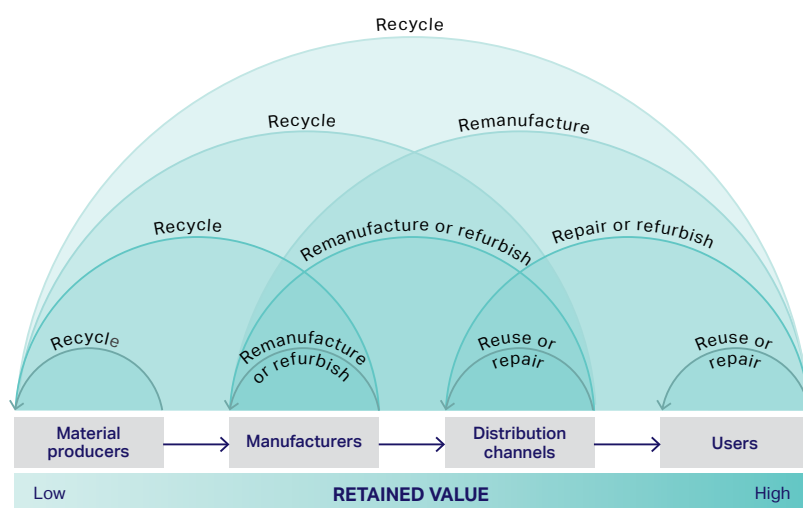 Recycle
Recycle
Remanufacture
Recycle
Remanufacture or refurbish
Repair or refurbish
Recycle
Remanufacture
or refurbish
Reuse or
repair
Reuse or
repair
Material
producers
Manufacturers
Distribution
channels
Users
Low
RETAINED VALUE
High